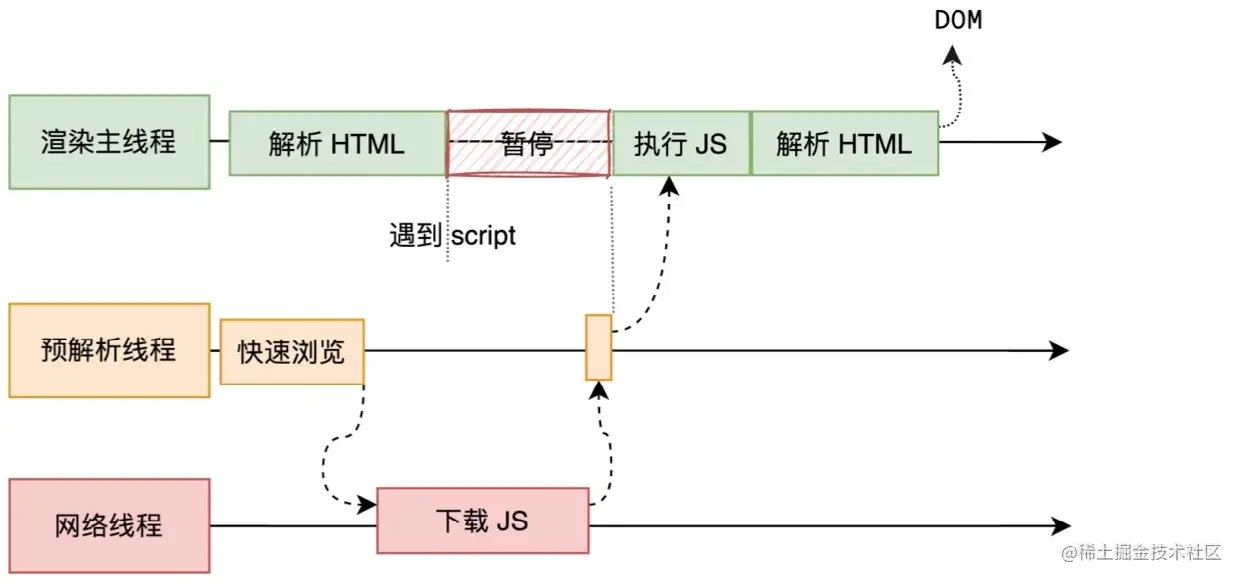 DOM
渲染主线程
解析 HTML
暂停
执行 JS
解析 HTML
遇到 script
预解析线程
快速浏览
网络线程
下载 JS
@稀土掘金技术社区